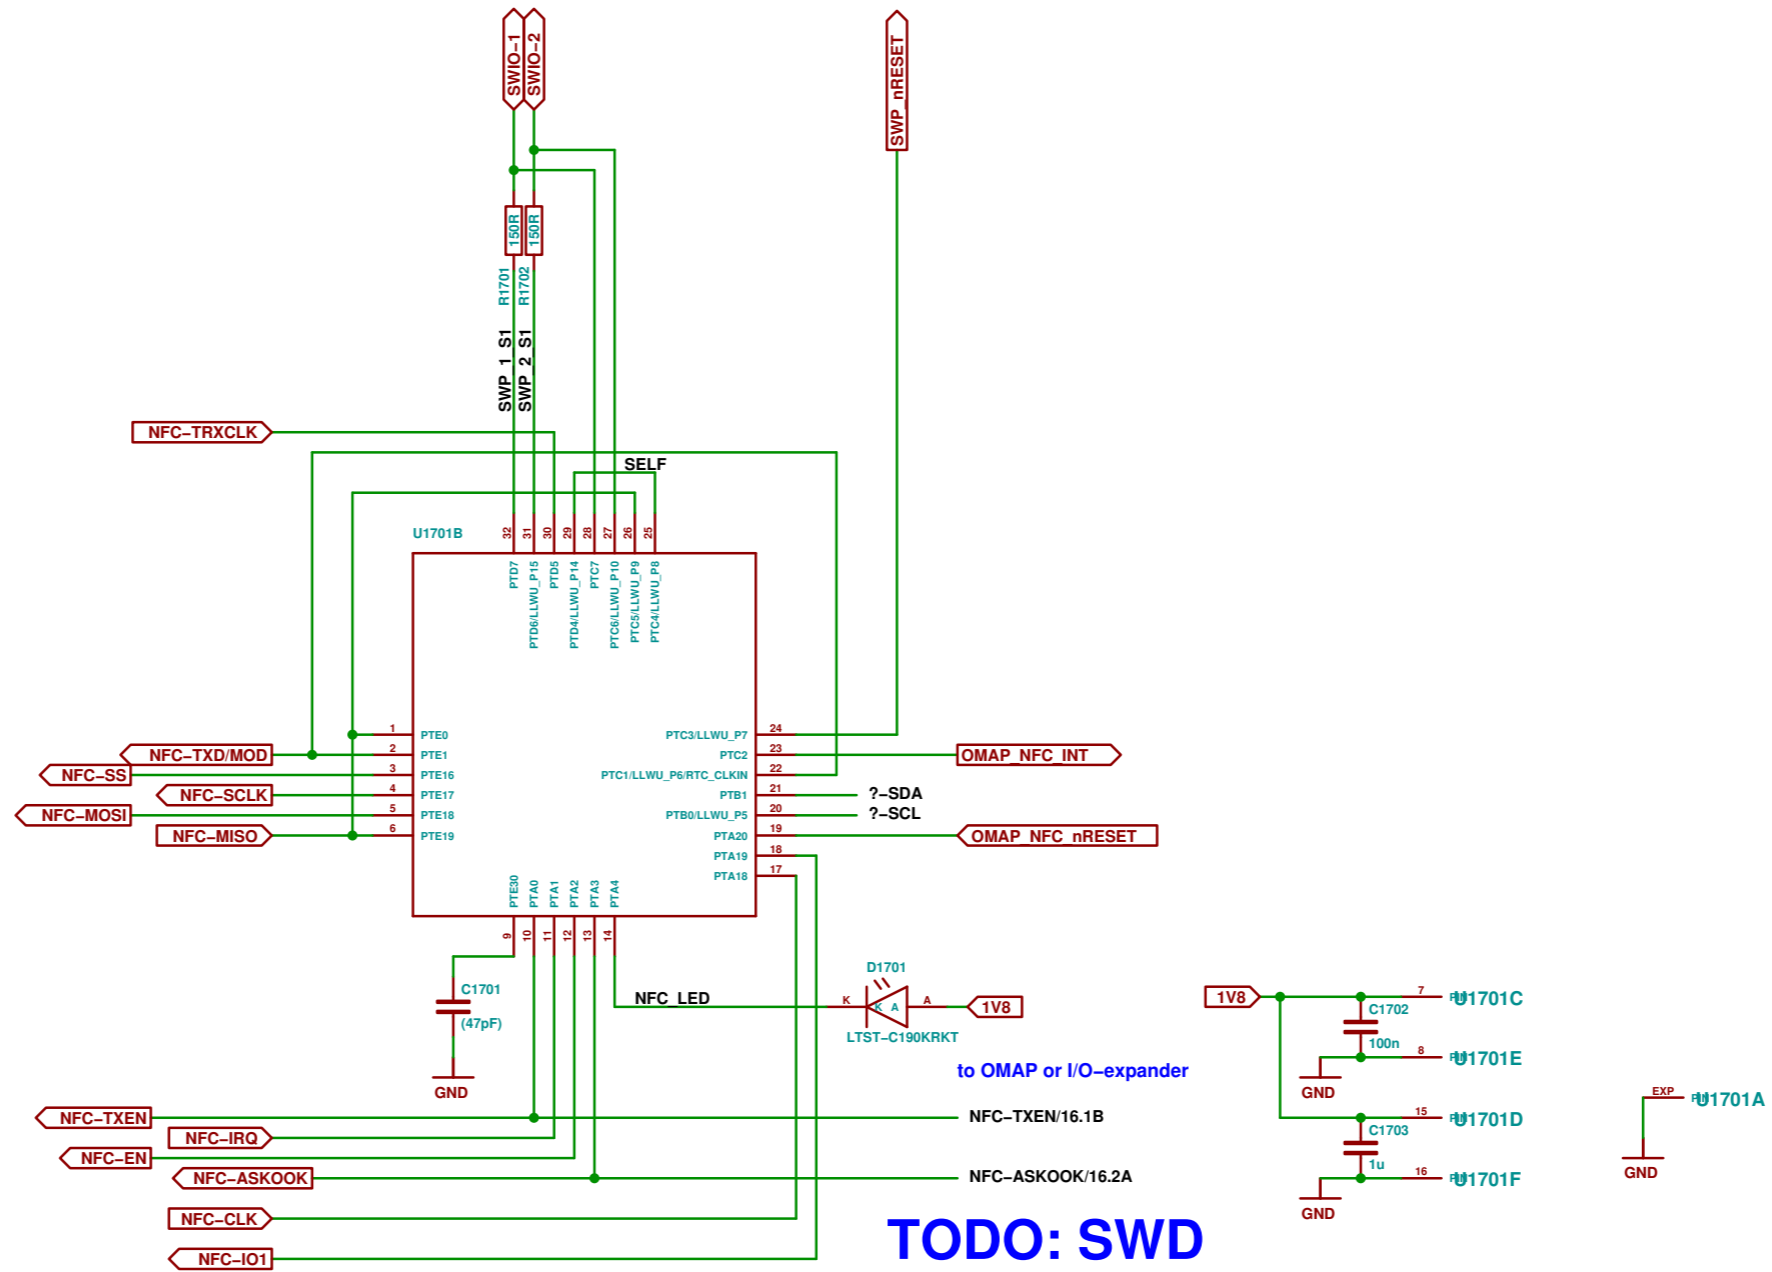 SWIO-1
SWIO-2
SWP_nRESET
150R
150R
R1701
R1702
SWP_1_S1
SWP_2_S1
NFC-TRXCLK
SELF
U1701B
32
31
30
29
28
27
26
25
PTD7
PTD6/LLWU_P15
PTD5
PTD4/LLWU_P14
PTC7
PTC6/LLWU_P10
PTC5/LLWU_P9
PTC4/LLWU_P8
NFC-TXD/MOD
NFC-SS
NFC-SCLK
NFC-MOSI
NFC-MISO
1 PTE0
2 PTE1
3 PTE16
4 PTE17
5 PTE18
6 PTE19
PTC3/LLWU_P7 24
PTC2 23
PTC1/LLWU_P6/RTC_CLKIN 22
PTB1 21
PTB0/LLWU_P5 20
PTA20 19
PTA19 18
PTA18 17
OMAP_NFC_INT
?-SDA
?-SCL
OMAP_NFC_nRESET
PTE30
PTA0
PTA1
PTA2
PTA3
PTA4
9
10
11
12
13
14
C1701
(47pF)
GND
NFC_LED
D1701
K
K A
A
1V8
LTST-C190KRKT
to OMAP or I/O-expander
NFC-TXEN
NFC-TXEN/16.1B
NFC-IRQ
NFC-EN
NFC-ASKOOK
NFC-ASKOOK/16.2A
NFC-CLK
NFC-IO1
TODO: SWD
1V8
7 PIN U1701C
C1702
100n
8 PIN U1701E
GND
15 PIN U1701D
C1703
1u
16 PIN U1701F
GND
EXP PIN U1701A
GND